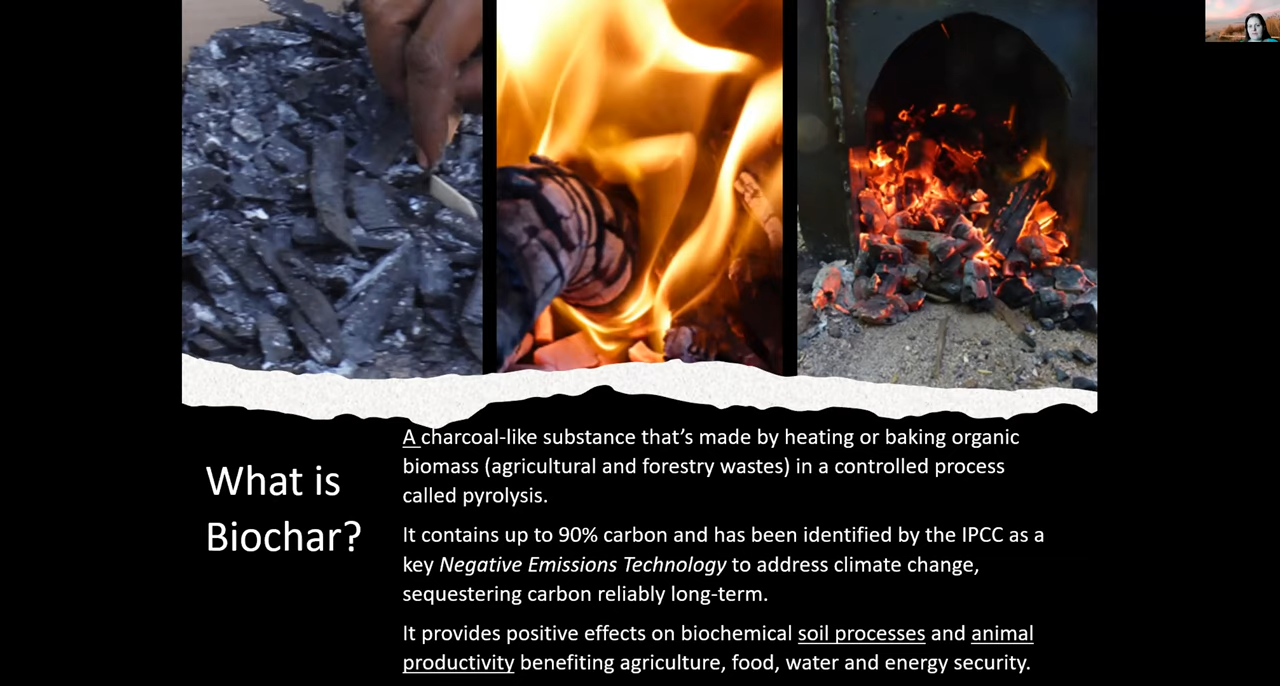 What is
Biochar?
A charcoal-like substance that’s made by heating or baking organic
biomass (agricultural and forestry wastes) in a controlled process
called pyrolysis.
It contains up to 90% carbon and has been identified by the IPCC as a
key Negative Emissions Technology to address climate change,
sequestering carbon reliably long-term.
It provides positive effects on biochemical soil processes and animal
productivity benefiting agriculture, food, water and energy security.